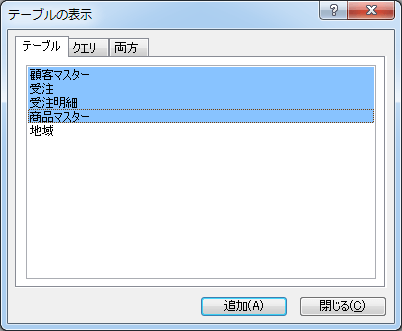 テーブルの表示
テーブル クエリ 両方
顧客マスター
受注
受注明細
商品マスター
地域
追加(A) 閉じる(C)